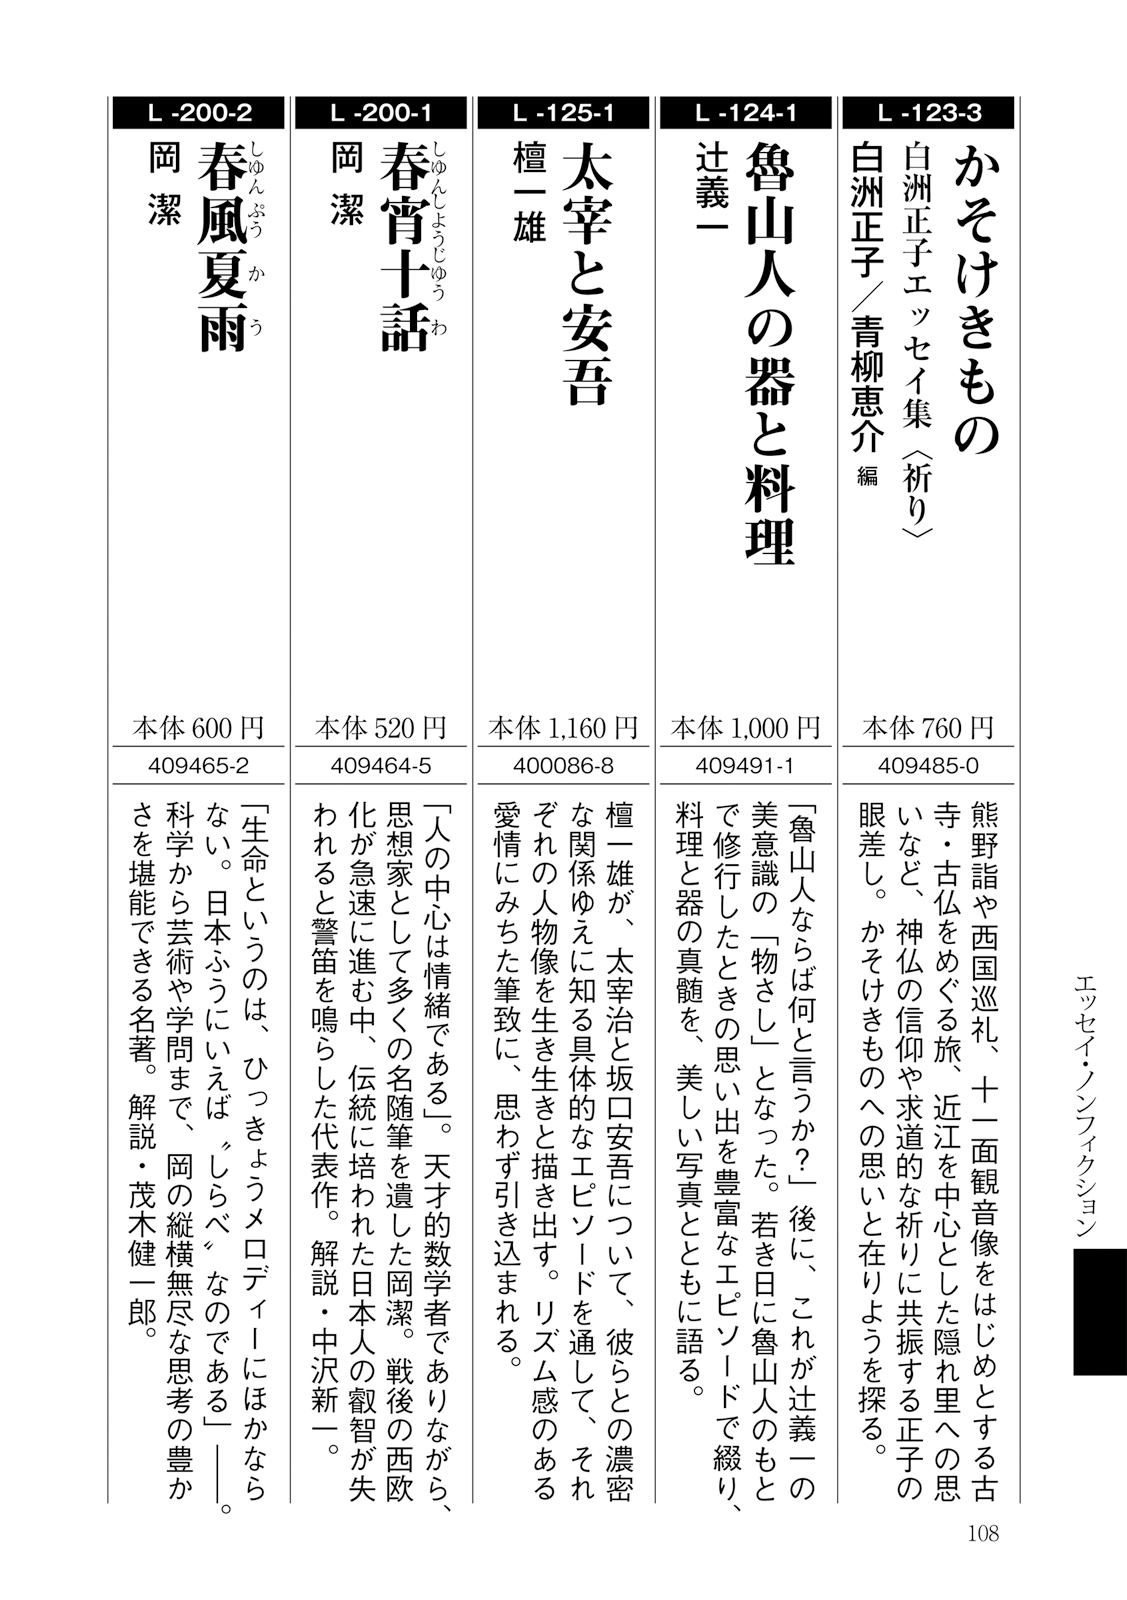 L -123-3
かそけきもの
白洲正子エッセイ集〈祈り〉
白洲正子／青柳恵介 編
本体 760 円
409485-0
熊野詣や西国巡礼、十一面観音像をはじめとする古
寺・古仏をめぐる旅、近江を中心とした隠れ里への思
いなど、神仏の信仰や求道的な祈りに共振する正子の
眼差し。かそけきものへの思いと在りようを探る。
L -124-1
魯山人の器と料理
辻義一
本体 1,000 円
409491-1
「魯山人ならば何と言うか？」後に、これが辻義一の
美意識の「物さし」となった。若き日に魯山人のもと
で修行したときの思い出を豊富なエピソードで綴り、
料理と器の真髄を、美しい写真とともに語る。
L -125-1
太宰と安吾
檀一雄
本体 1,160 円
400086-8
檀一雄が、太宰治と坂口安吾について、彼らとの濃密
な関係ゆえに知る具体的なエピソードを通して、それ
ぞれの人物像を生き生きと描き出す。リズム感のある
愛情にみちた筆致に、思わず引き込まれる。
L -200-1
しゆんしようじゆう わ
春宵十話
岡 潔
本体 520 円
409464-5
「人の中心は情緒である」。天才的数学者でありながら、
思想家として多くの名随筆を遺した岡潔。戦後の西欧
化が急速に進む中、伝統に培われた日本人の叡智が失
われると警笛を鳴らした代表作。解説・中沢新一。
L -200-2
しゆんぷう か う
春風夏雨
岡 潔
本体 600 円
409465-2
「生命というのは、ひっきょうメロディーにほかなら
ない。日本ふうにいえば〝しらべ〟なのである」――。
科学から芸術や学問まで、岡の縦横無尽な思考の豊か
さを堪能できる名著。解説・茂木健一郎。
エッセイ・ノンフィクション
108